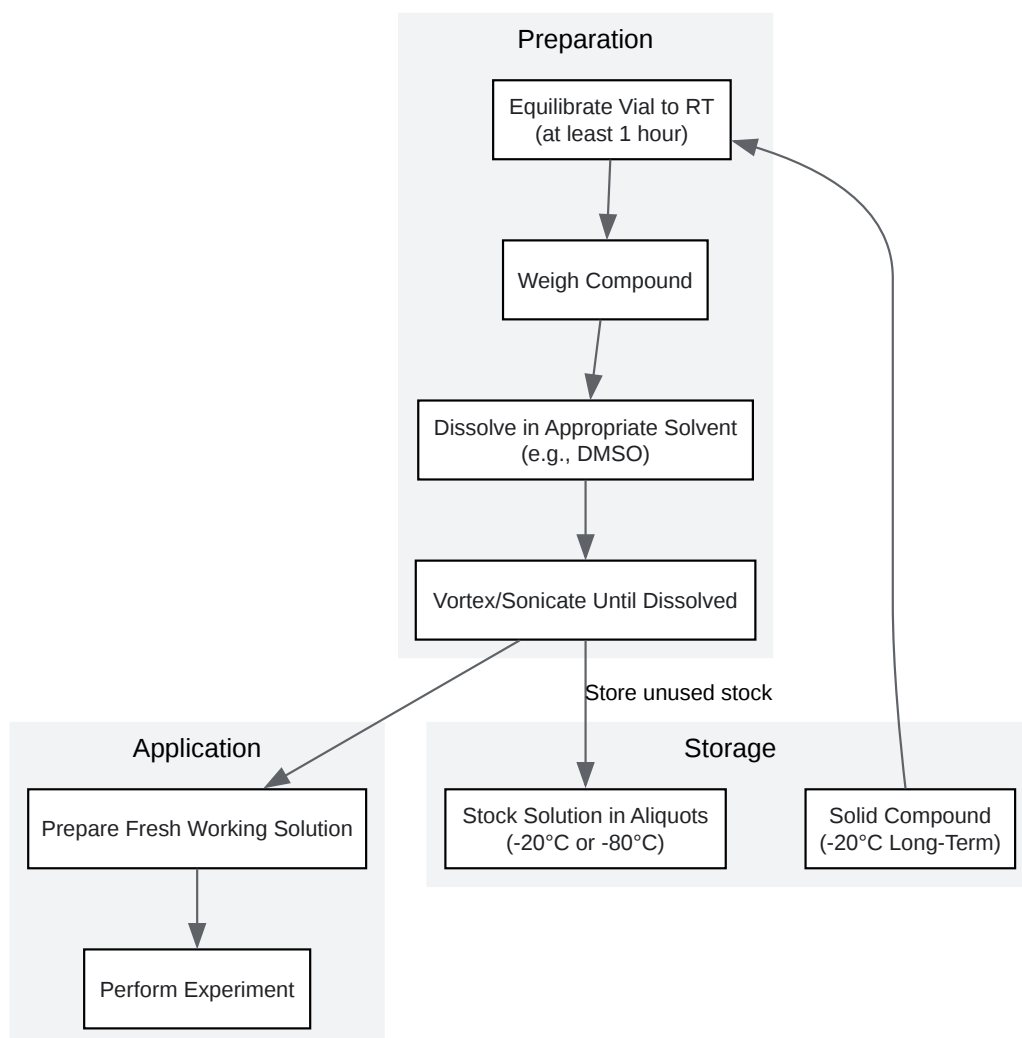 Preparation
Equilibrate Vial to RT
(at least 1 hour)
Weigh Compound
Dissolve in Appropriate Solvent
(e.g., DMSO)
Vortex/Sonicate Until Dissolved
Store unused stock
Application
Prepare Fresh Working Solution
Perform Experiment
Storage
Stock Solution in Aliquots
(-20°C or -80°C)
Solid Compound
(-20°C Long-Term)